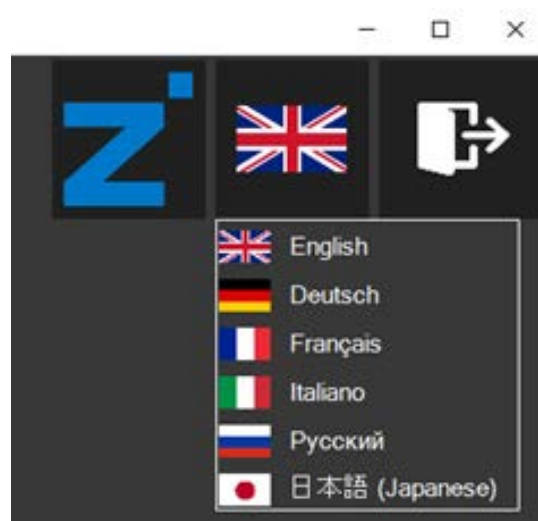 Z
English
Deutsch
Français
Italiano
Русский
日本語 (Japanese)